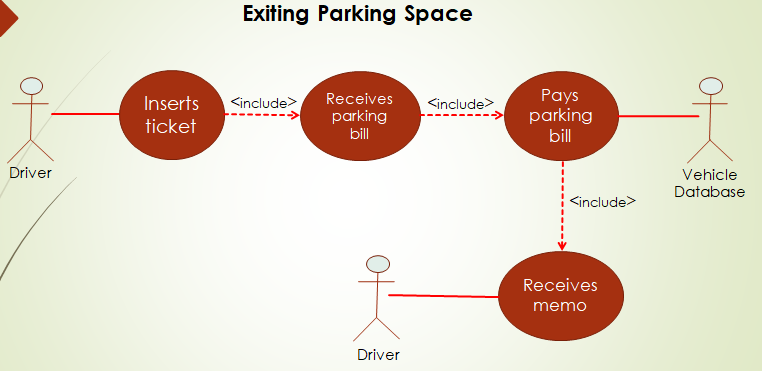 Exiting Parking Space
Inserts
ticket
<include>
Receives
parking
bill
<include>
Pays
parking
bill
Driver
Vehicle
Database
<include>
Receives
memo
Driver